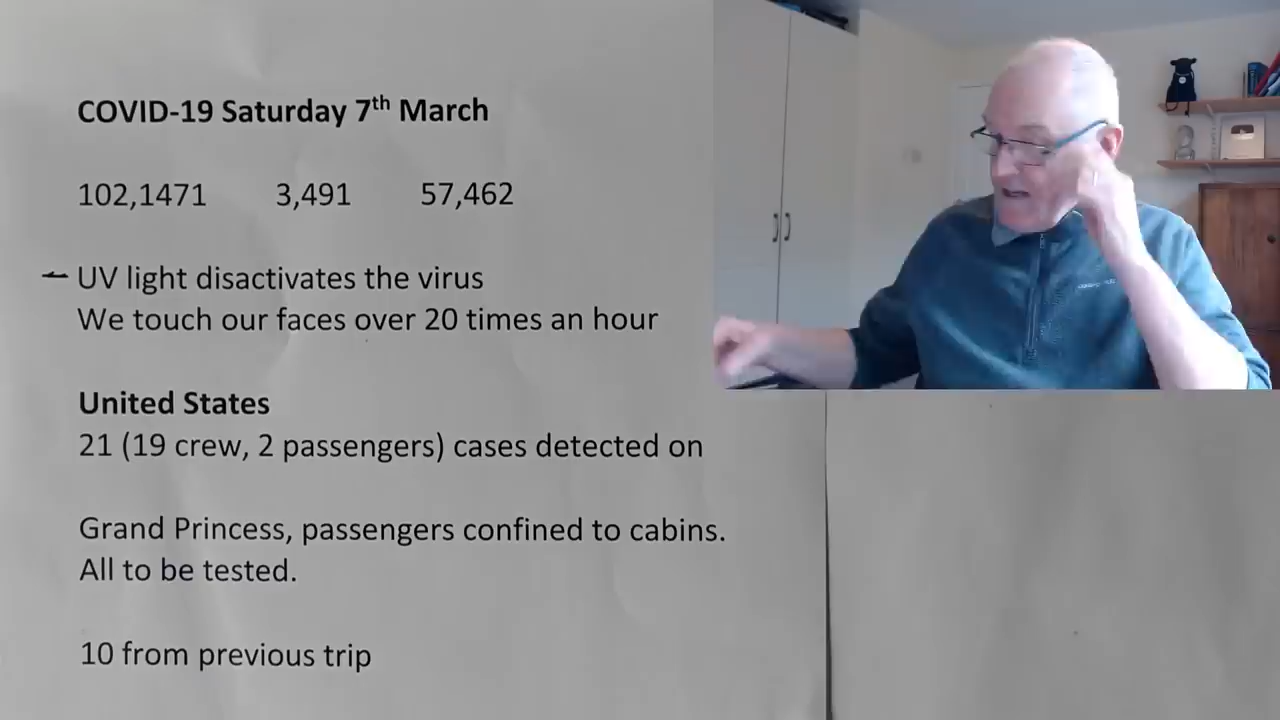 COVID-19 Saturday 7th March
102,1471 3,491 57,462
UV light disactivates the virus
We touch our faces over 20 times an hour
United States
21 (19 crew, 2 passengers) cases detected on
Grand Princess, passengers confined to cabins.
All to be tested.
10 from previous trip